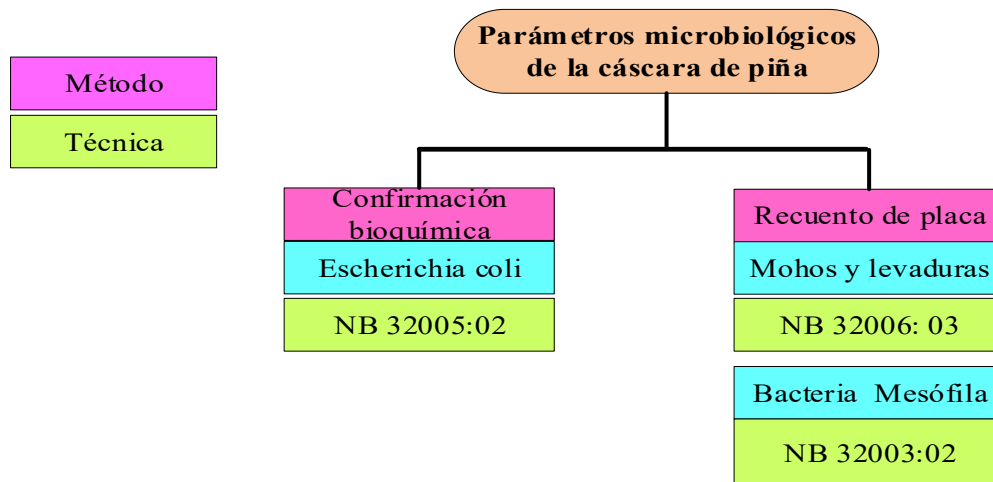 Parámetros microbiológicos
de la cáscara de piña
Método
Técnica
Confirmación
bioquímica
Escherichia coli
NB 32005:02
Recuento de placa
Mohos y levaduras
NB 32006: 03
Bacteria Mesófila
NB 32003:02